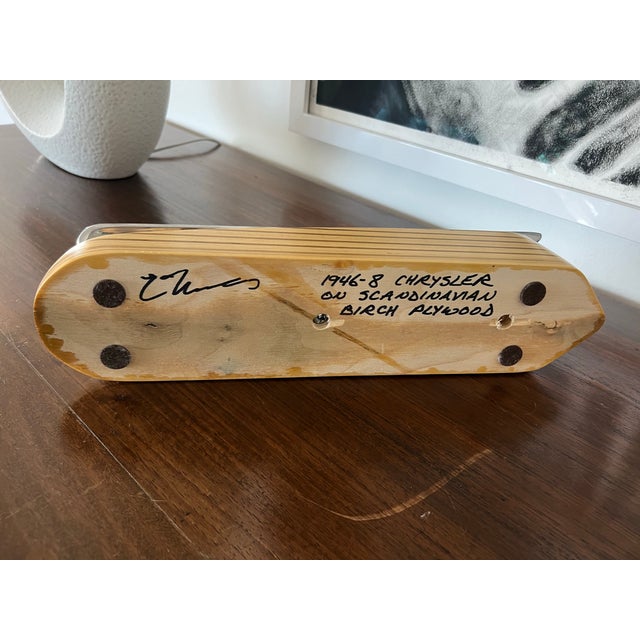 1946-8 CHRYSLER
ON SCANDINAVIAN
BIRCH PLYWOOD